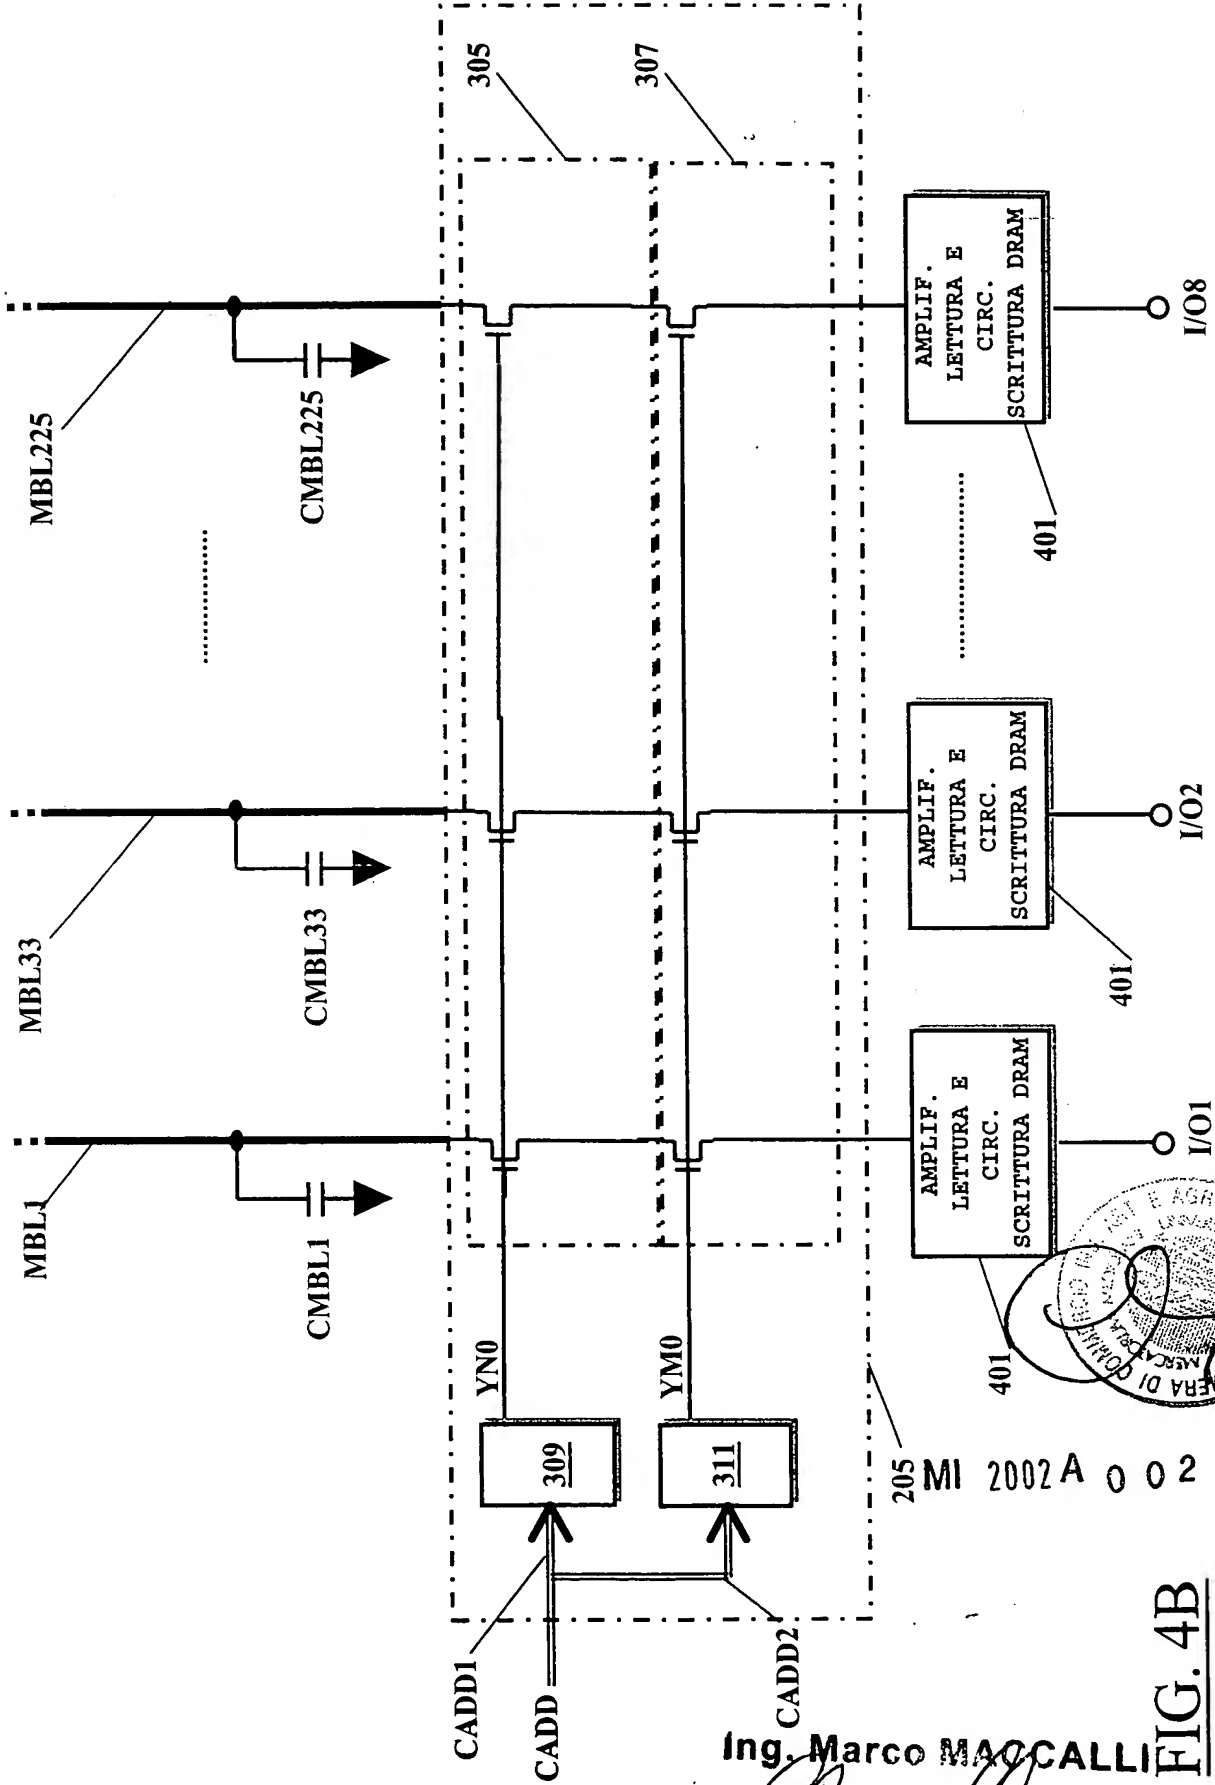 MBL1
MBL33
MBL225
CMBL1
CMBL33
CMBL225
305
307
CADD1
CADD
CADD2
309
311
YN0
YM0
205
AMPLIF.
LETTURA E
CIRC.
SCRITTURA DRAM
AMPLIF.
LETTURA E
CIRC.
SCRITTURA DRAM
AMPLIF.
LETTURA E
CIRC.
SCRITTURA DRAM
401
401
401
I/O1
I/O2
I/O8
MI 2002 A 0 0 2
FIG. 4B
Ing. Marco MACCALLI